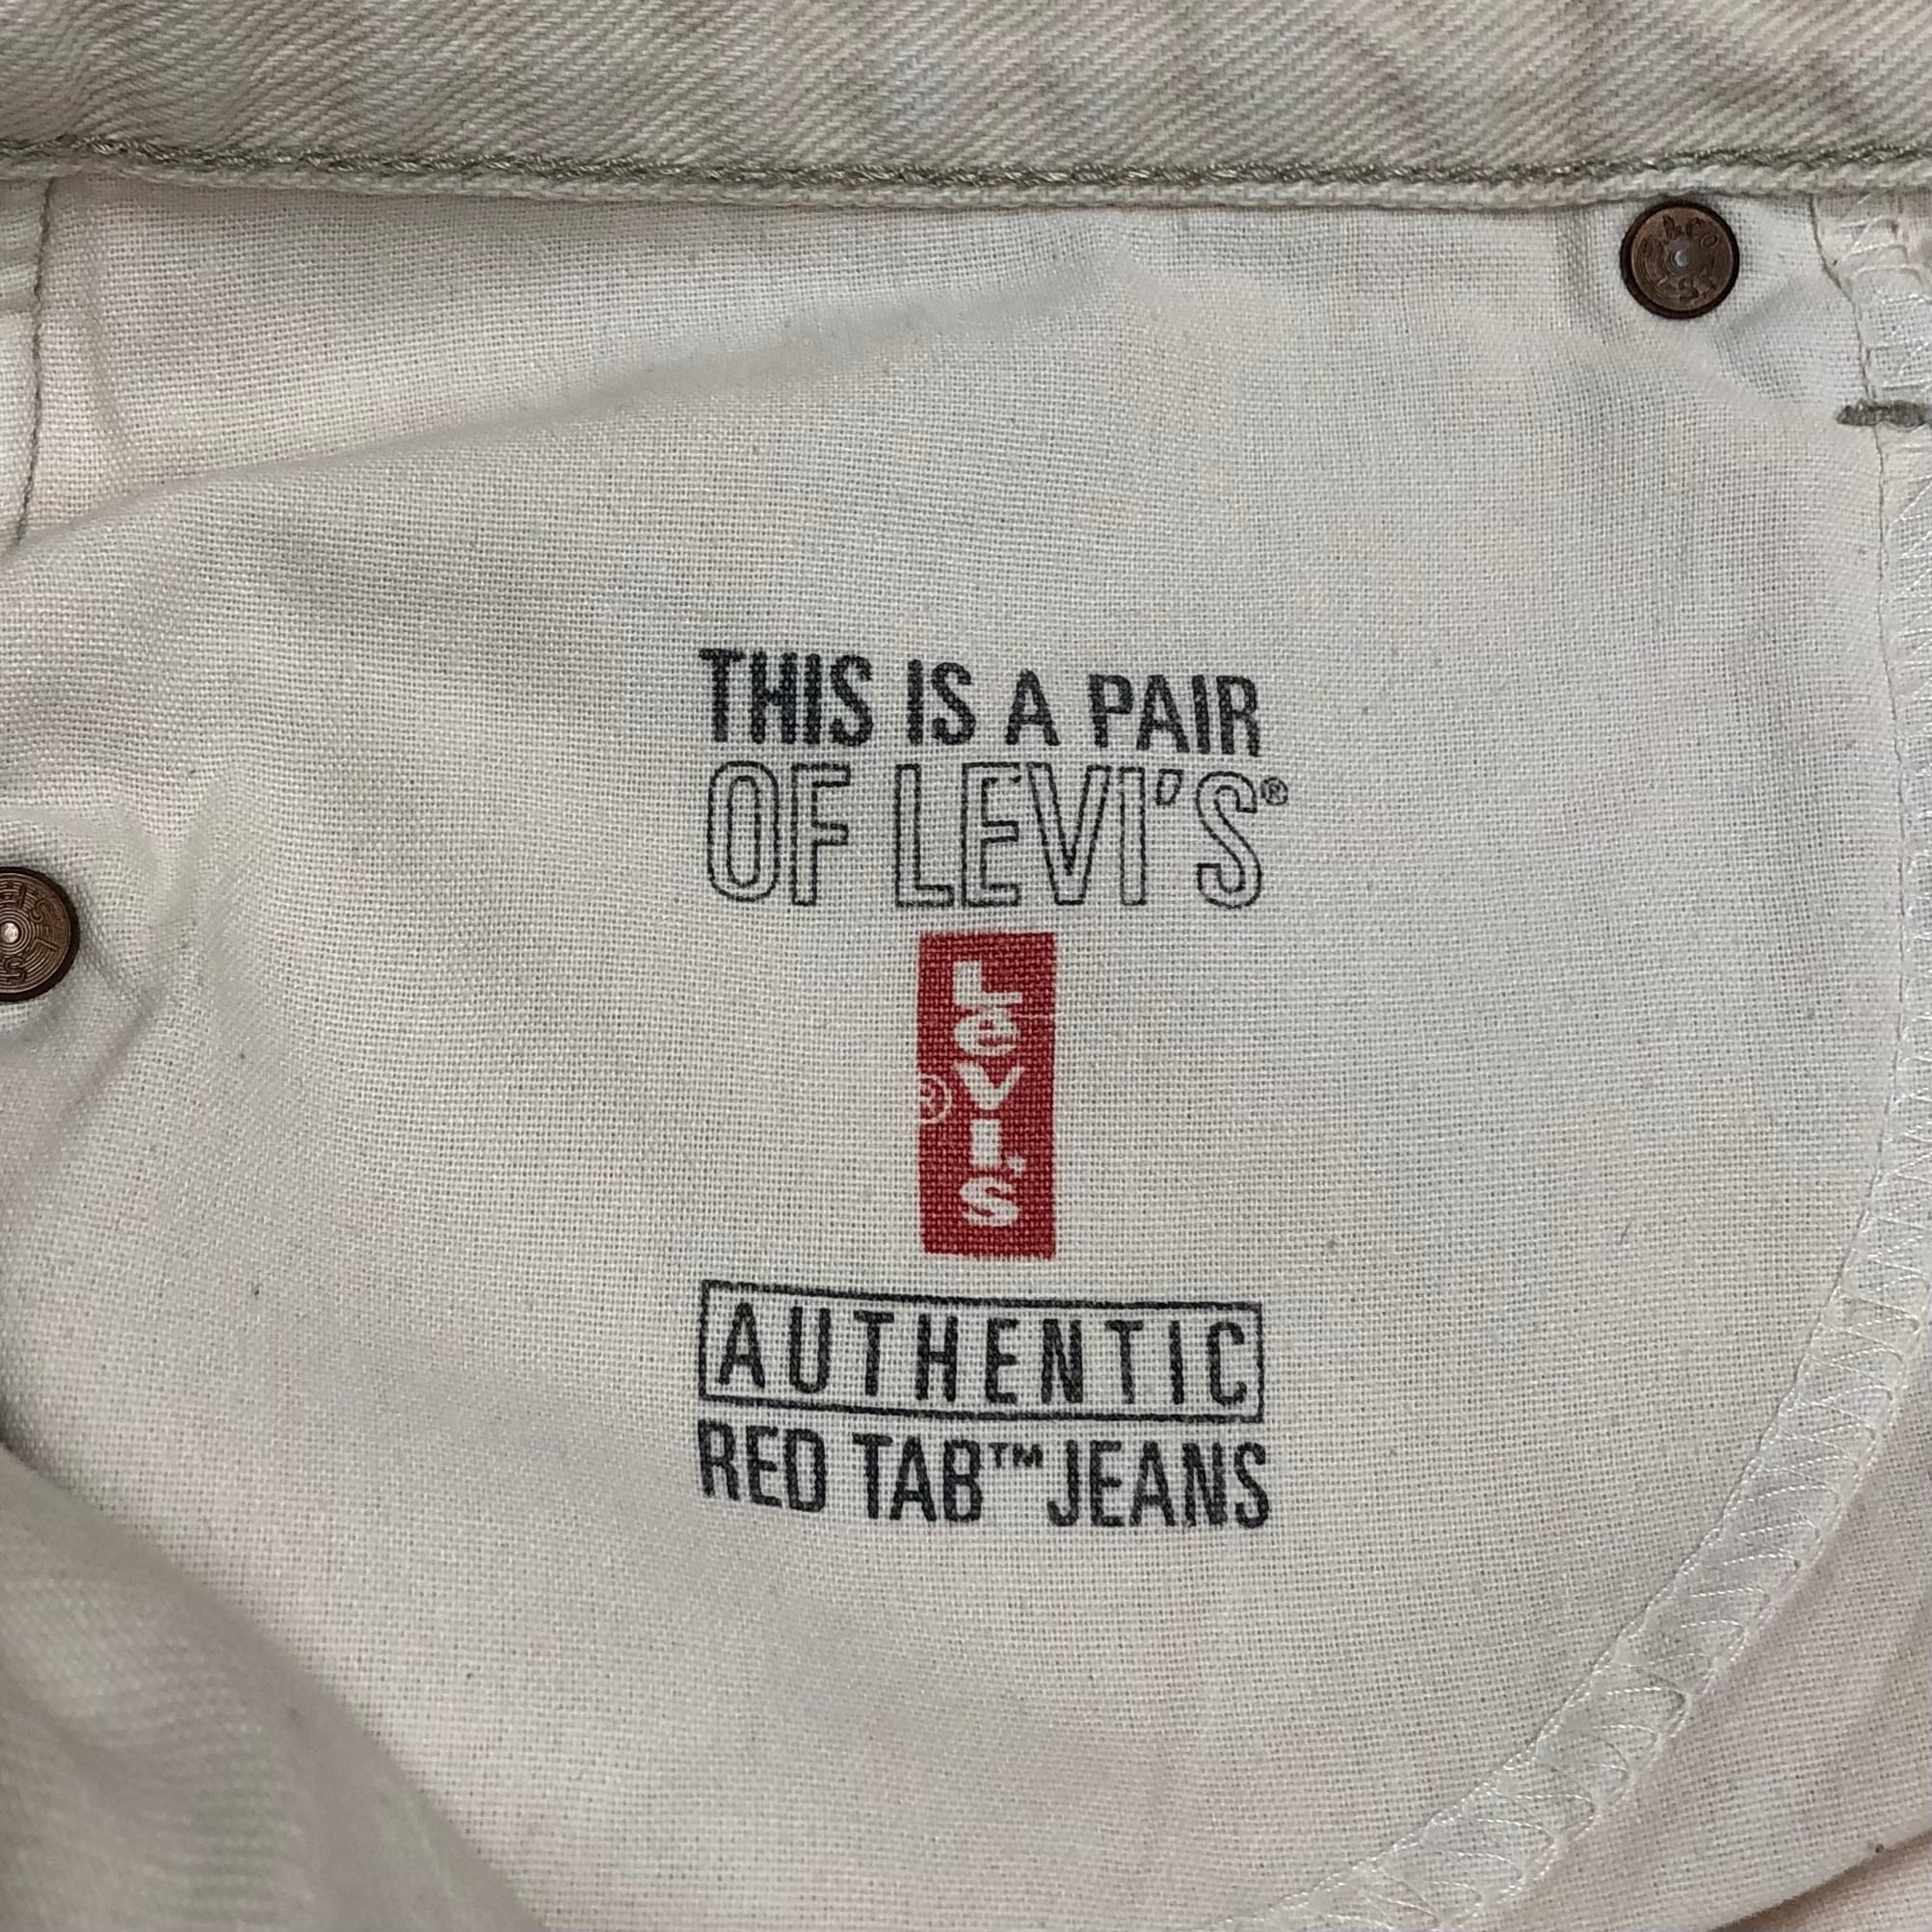 THIS IS A PAIR
OF LEVI'S®
Levi's
®
AUTHENTIC
RED TAB™ JEANS